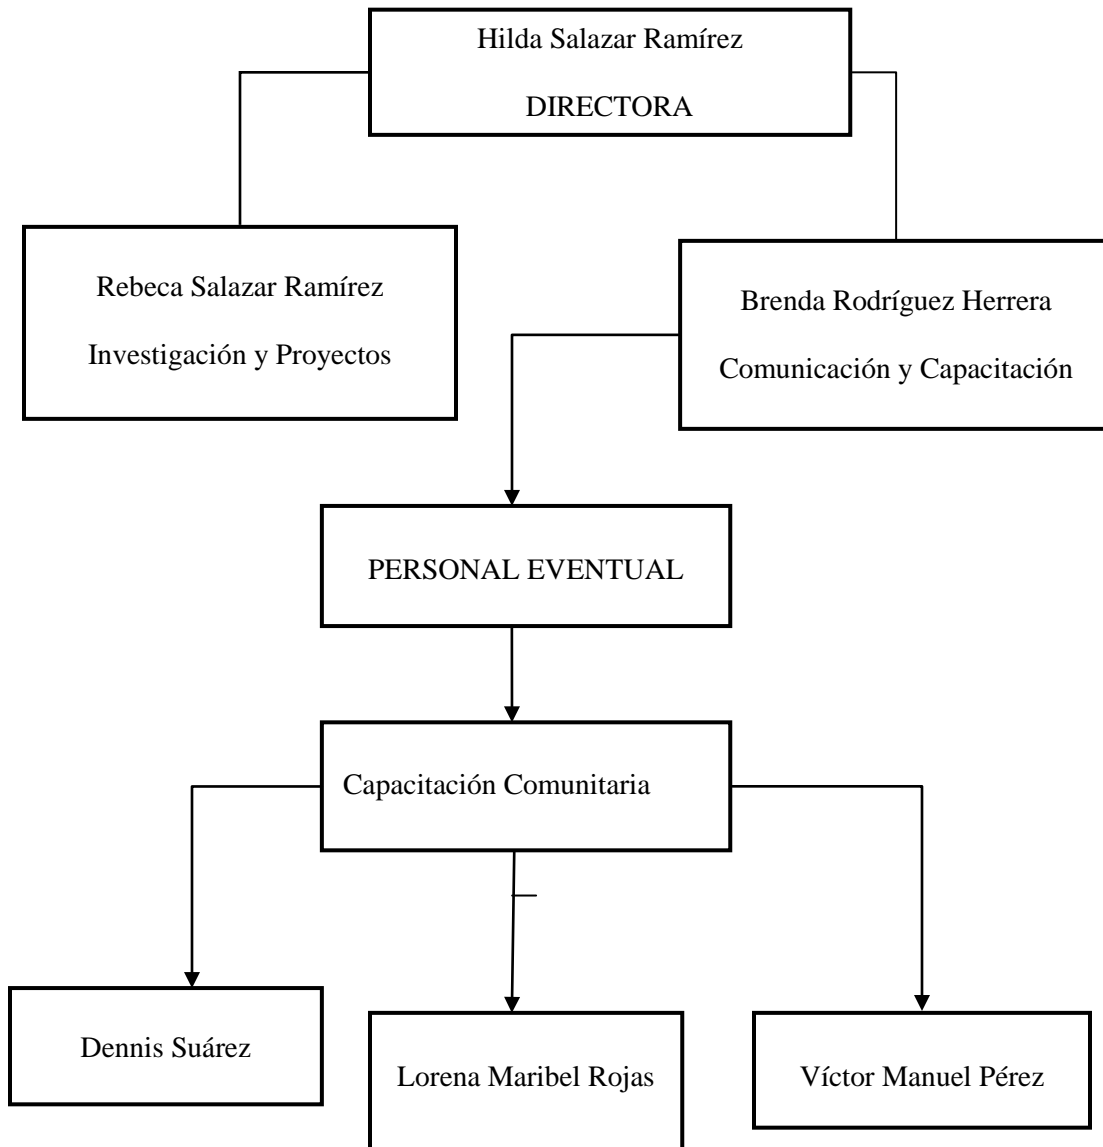 Hilda Salazar Ramírez
DIRECTORA
Rebeca Salazar Ramírez
Investigación y Proyectos
Brenda Rodríguez Herrera
Comunicación y Capacitación
PERSONAL EVENTUAL
Capacitación Comunitaria
Dennis Suárez
Lorena Maribel Rojas
Víctor Manuel Pérez